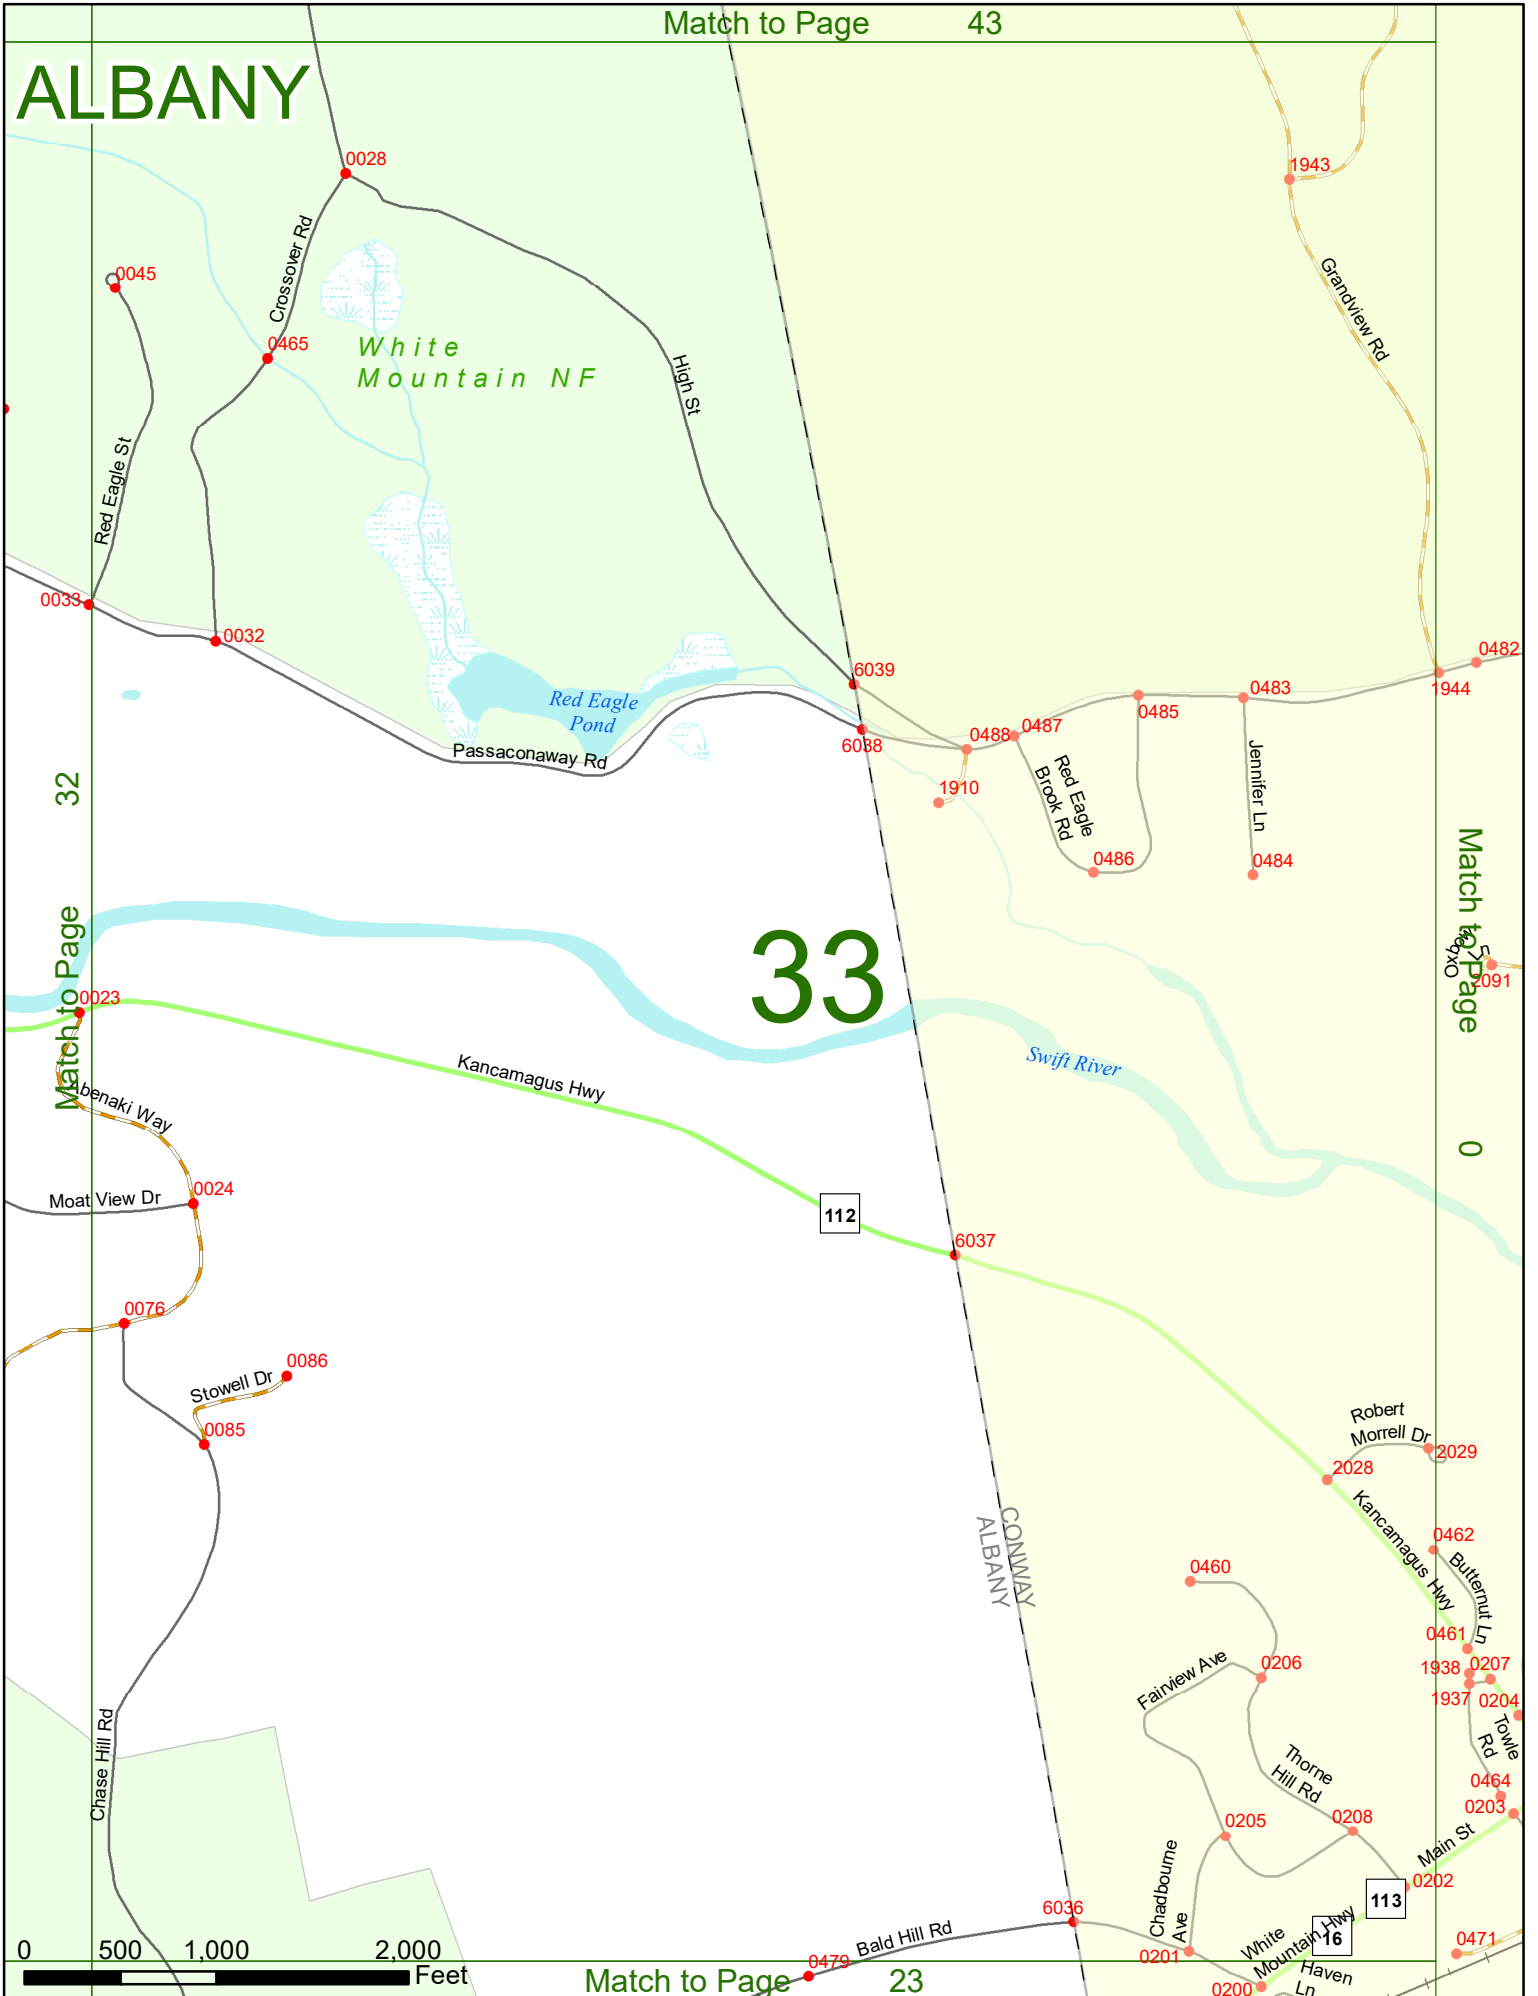 Match to Page 43
ALBANY
0028
1943
Crossover Rd
0045
Grandview Rd
0465
White
Mountain NF
High St
Red Eagle St
0033
0032
6039
0482
1944
0483
0485
Red Eagle
Pond
6038
0488
0487
Passaconaway Rd
Jennifer Ln
Red Eagle
Brook Rd
1910
32
0486
0484
Match to Page
Match to Page
33
2091
0023
Swift River
Kancamagus Hwy
Abenaki Way
0
0024
Moat View Dr
112
6037
0076
0086
Stowell Dr
0085
Robert
Morrell Dr
2029
2028
Kancamagus Hwy
CONWAY
ALBANY
0462
Butternut Ln
0460
0461
0206
1938
0207
Fairview Ave
1937
0204
Towle
Rd
Chase Hill Rd
Thorne
Hill Rd
0464
0203
0205
0208
Main St
Chadbourne
Ave
0202
113
6036
16
Bald Hill Rd
0201
White
Mountain Hwy
0471
0 500 1,000 2,000
Feet
0479
Match to Page 23
Haven
Ln
0200